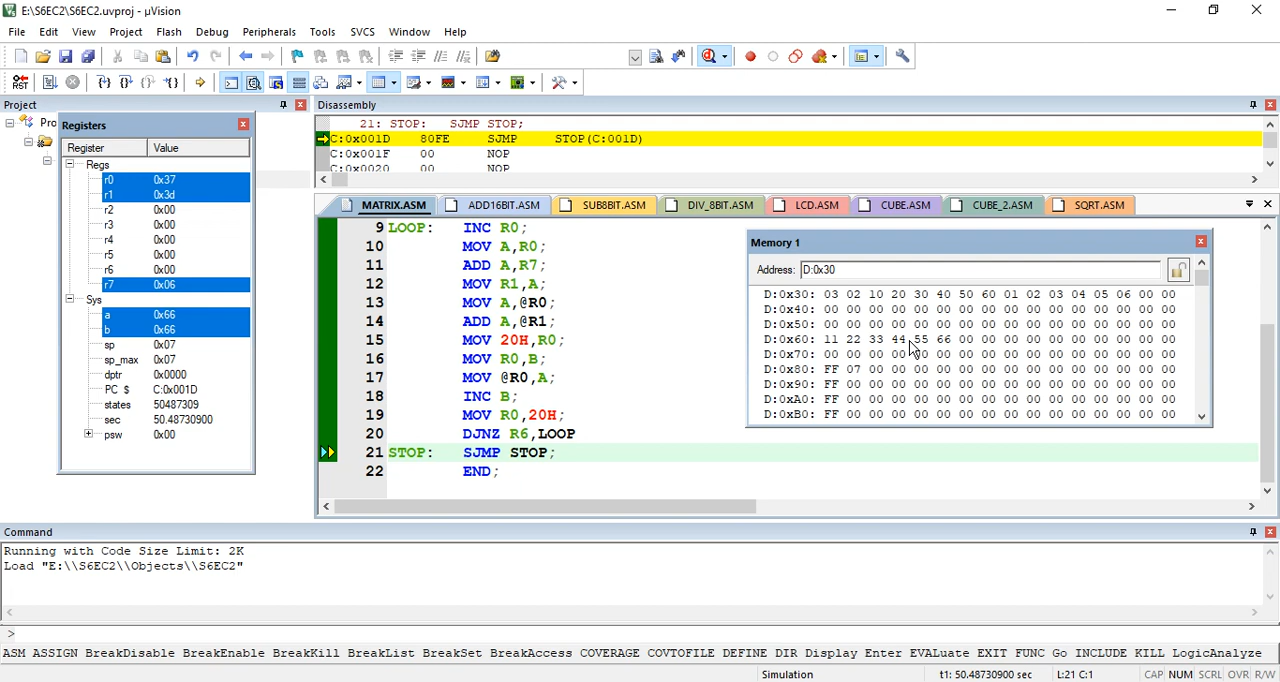 E:\S6EC2\S6EC2.uvproj - µVision
File Edit View Project Flash Debug Tools Peripherals Tools SVCS Window Help
RST
Project
Pro
Registers
Register Value
Regs
r0 0x37
r1 0x3d
r2 0x00
r3 0x00
r4 0x00
r5 0x00
r6 0x00
r7 0x06
Sys
a 0x66
b 0x66
sp 0x07
sp_max 0x07
dptr 0x0000
PC $ C:0x001D
states 50487309
sec 50.48730900
psw 0x00
Disassembly
21: STOP: SJMP STOP;
C:0x001D 80FE SJMP STOP(C:001D)
C:0x001F 00 NOP
C:0x0020 00 NOP
MATRIX.ASM ADD16BIT.ASM SUB8BIT.ASM DIV_8BIT.ASM LCD.ASM CUBE.ASM CUBE_2.ASM SQRT.ASM
9 LOOP: INC R0;
10 MOV A,R0;
11 ADD A,R7;
12 MOV R1,A;
13 MOV A,@R0;
14 ADD A,@R1;
15 MOV 20H,R0;
16 MOV R0,B;
17 MOV @R0,A;
18 INC B;
19 MOV R0,20H;
20 DJNZ R6,LOOP
21 STOP: SJMP STOP;
22 END;
Memory 1
Address: D:0x30
D:0x30: 03 02 10 20 30 40 50 60 01 02 03 04 05 06 00 00
D:0x40: 00 00 00 00 00 00 00 00 00 00 00 00 00 00 00 00
D:0x50: 00 00 00 00 00 00 00 00 00 00 00 00 00 00 00 00
D:0x60: 11 22 33 44 55 66 00 00 00 00 00 00 00 00 00 00
D:0x70: 00 00 00 00 00 00 00 00 00 00 00 00 00 00 00 00
D:0x80: FF 07 00 00 00 00 00 00 00 00 00 00 00 00 00 00
D:0x90: FF 00 00 00 00 00 00 00 00 00 00 00 00 00 00 00
D:0xA0: FF 00 00 00 00 00 00 00 00 00 00 00 00 00 00 00
D:0xB0: FF 00 00 00 00 00 00 00 00 00 00 00 00 00 00 00
Command
Running with Code Size Limit: 2K
Load "E:\\S6EC2\\Objects\\S6EC2"
>
ASM ASSIGN BreakDisable BreakEnable BreakKill BreakList BreakSet BreakAccess COVERAGE COVTOFILE DEFINE DIR Display Enter EVALuate EXIT FUNC Go INCLUDE KILL LogicAnalyze
Simulation t1: 50.48730900 sec L:21 C:1 CAP NUM SCRL OVR R/W